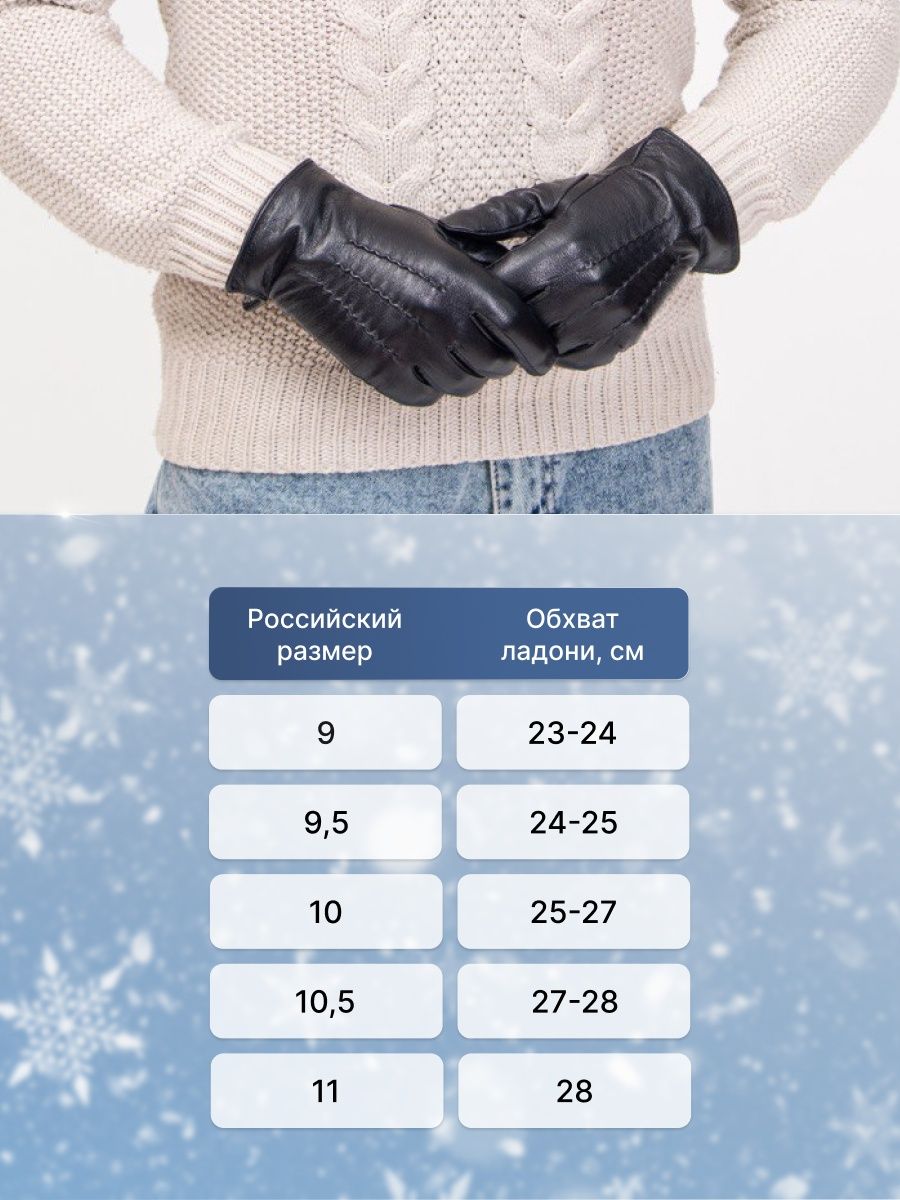 Российский
размер
Обхват
ладони, см
9 23-24
9,5 24-25
10 25-27
10,5 27-28
11 28